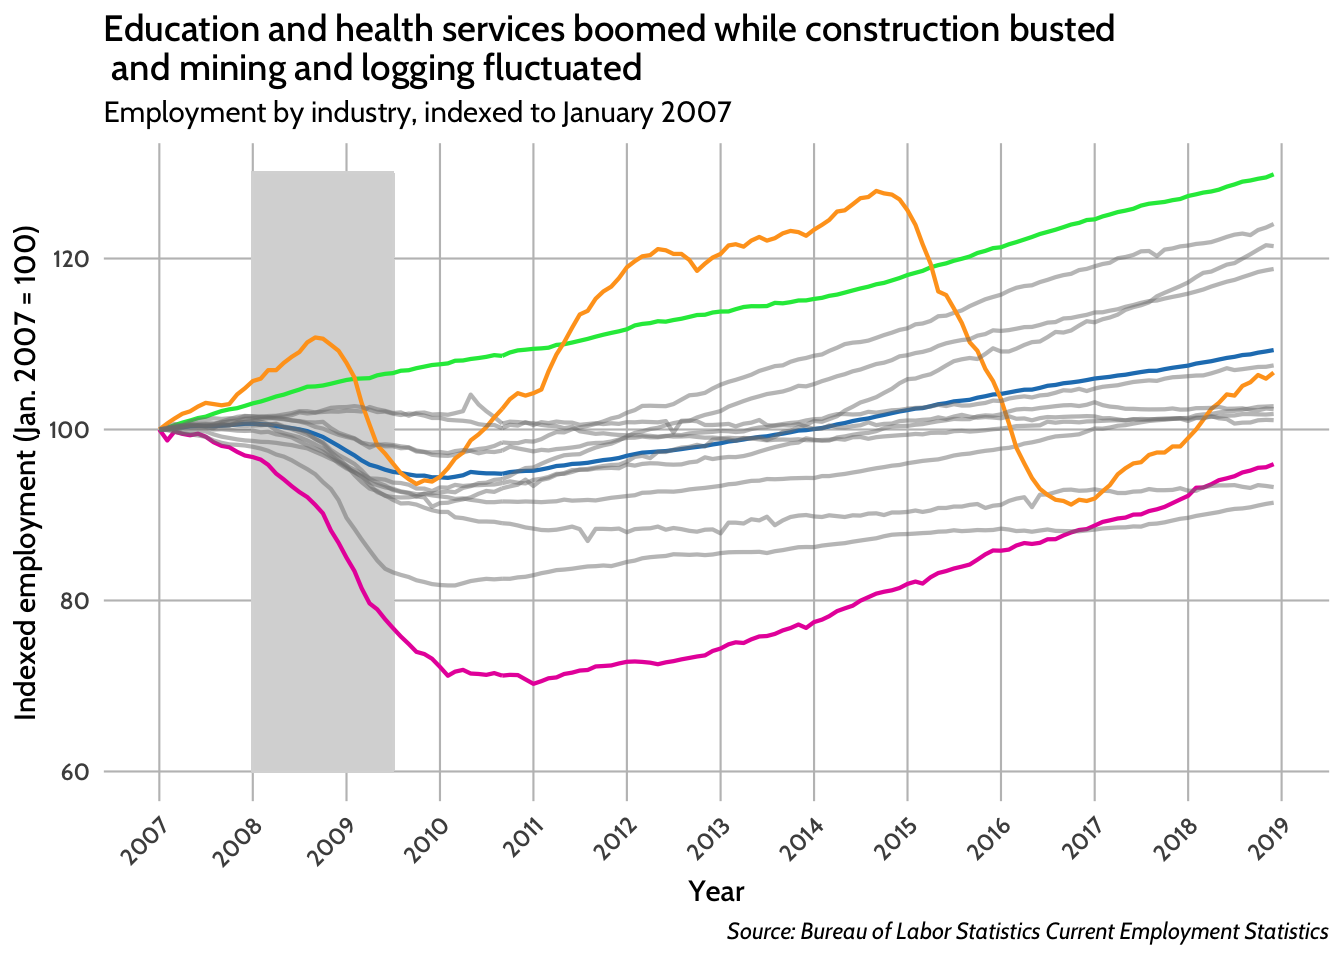 Education and health services boomed while construction busted
and mining and logging fluctuated
Employment by industry, indexed to January 2007
Indexed employment (Jan. 2007 = 100)
120
100
80
60
2007 2008 2009 2010 2011 2012 2013 2014 2015 2016 2017 2018 2019
Year
Source: Bureau of Labor Statistics Current Employment Statistics